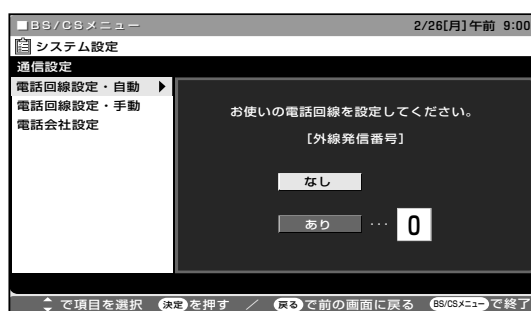 ■BS/CSメニュー 2/26[月]午前 9:00
システム設定
通信設定
電話回線設定・自動 ▶
電話回線設定・手動
電話会社設定
お使いの電話回線を設定してください。
[外線発信番号]
なし
あり … 0
で項目を選択 決定を押す / 戻るで前の画面に戻る BS/CSメニューで終了